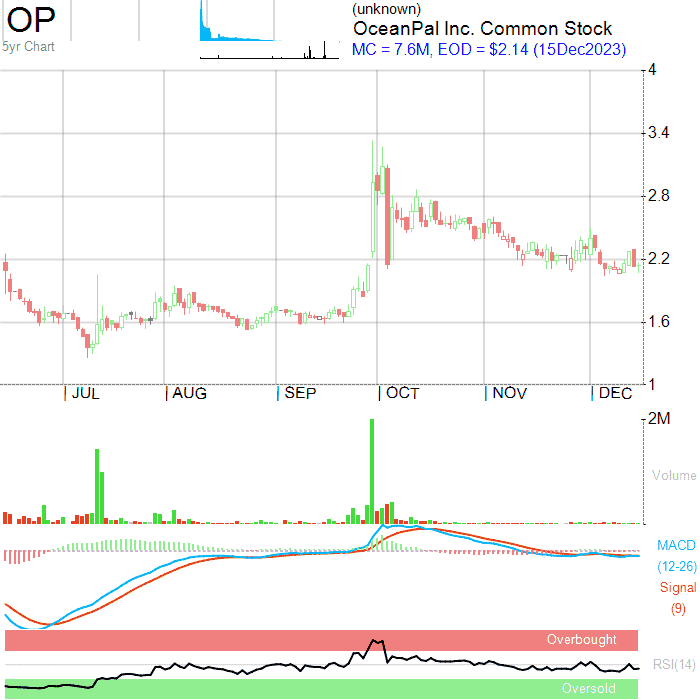 OP
5yr Chart
(unknown)
OceanPal Inc. Common Stock
MC = 7.6M, EOD = $2.14 (15Dec2023)
4
3.4
2.8
2.2
1.6
1
JUL AUG SEP OCT NOV DEC
2M
Volume
MACD
(12-26)
Signal
(9)
Overbought
RSI(14)
Oversold